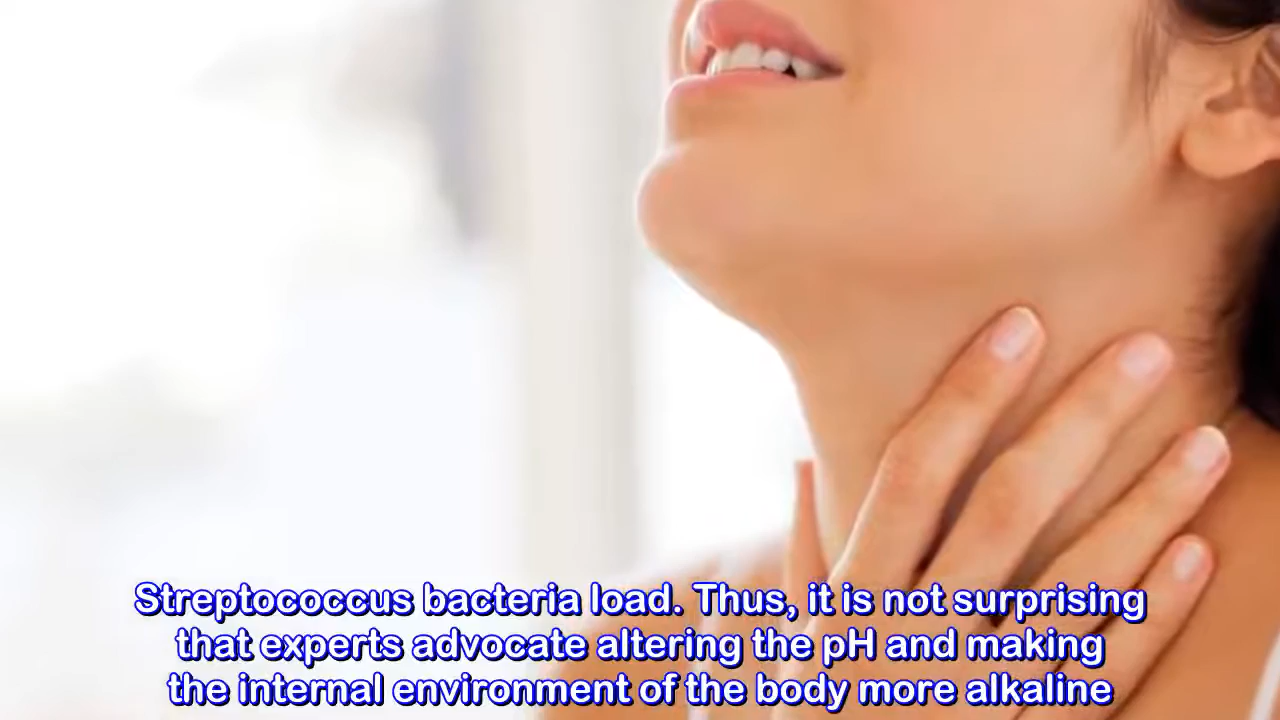 Streptococcus bacteria load. Thus, it is not surprising
that experts advocate altering the pH and making
the internal environment of the body more alkaline